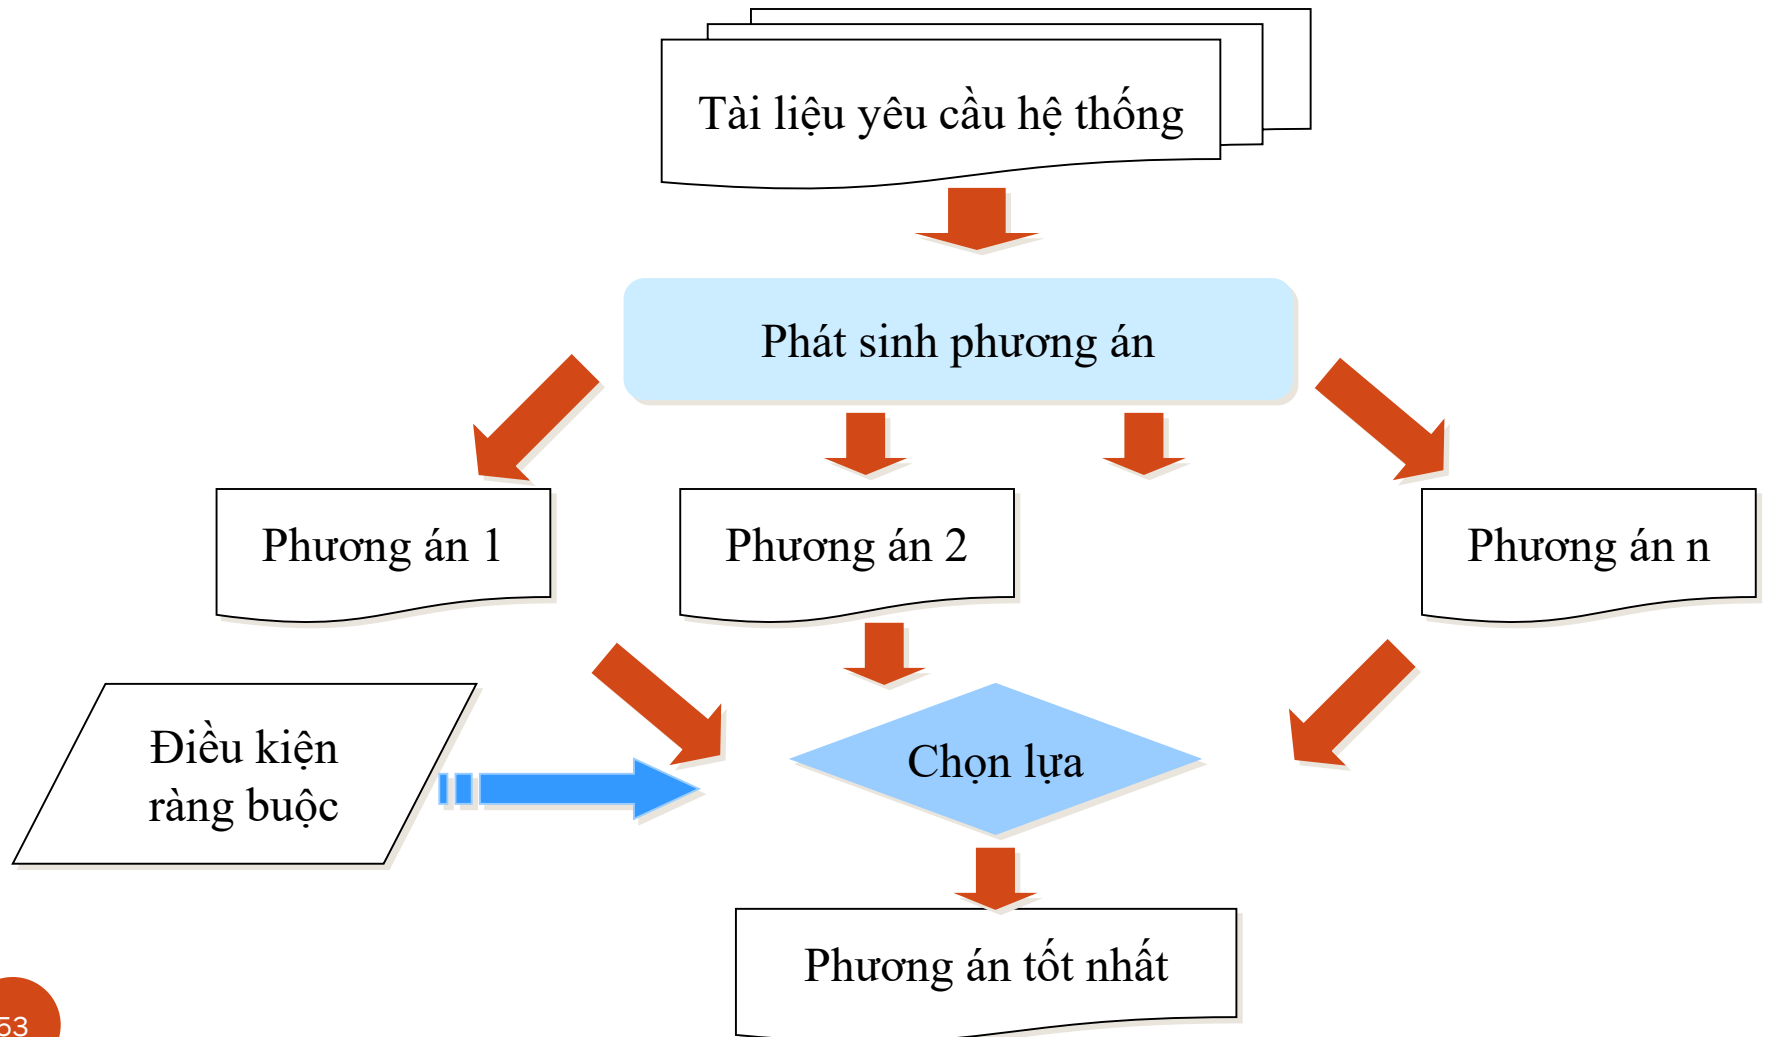 Tài liệu yêu cầu hệ thống
Phát sinh phương án
Phương án 1
Phương án 2
Phương án n
Điều kiện
ràng buộc
Chọn lựa
Phương án tốt nhất
53